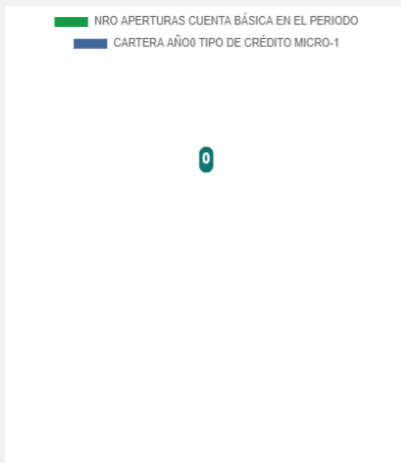 NRO APERTURAS CUENTA BÁSICA EN EL PERIODO
CARTERA AÑO0 TIPO DE CRÉDITO MICRO-1
0